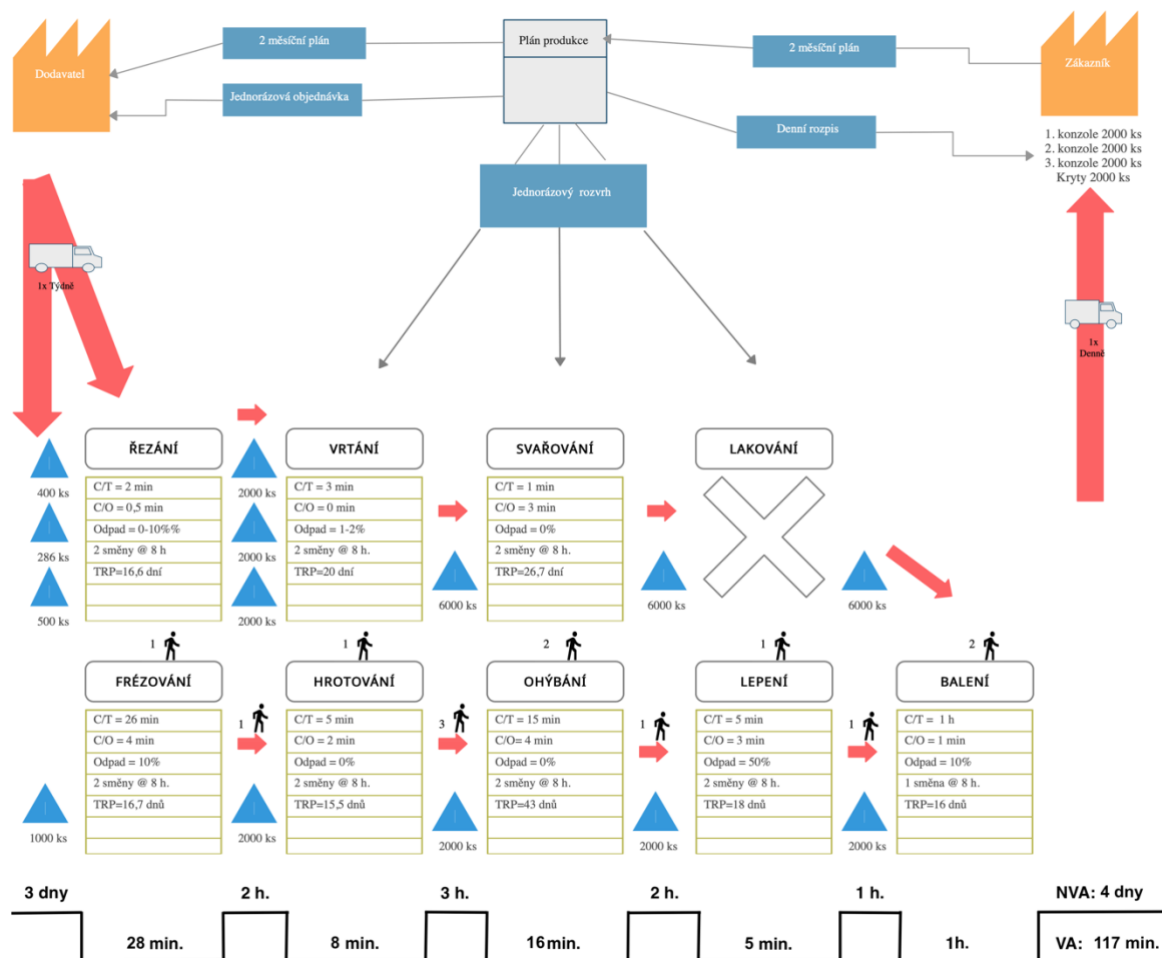 2 měsíční plán
Plán produkce
2 měsíční plán
Dodavatel
Zákazník
Jednorázová objednávka
Denní rozpis
1. konzole 2000 ks
2. konzole 2000 ks
3. konzole 2000 ks
Kryty 2000 ks
Jednorázový rozvrh
1x Týdně
1x
Denně
ŘEZÁNÍ
C/T = 2 min
C/O = 0,5 min
Odpad = 0-10%%
2 směny @ 8 h
TRP=16,6 dní
400 ks
286 ks
500 ks
VRTÁNÍ
C/T = 3 min
C/O = 0 min
Odpad = 1-2%
2 směny @ 8 h.
TRP=20 dní
2000 ks
2000 ks
2000 ks
SVAŘOVÁNÍ
C/T = 1 min
C/O = 3 min
Odpad = 0%
2 směny @ 8 h.
TRP=26,7 dní
6000 ks
LAKOVÁNÍ
6000 ks
6000 ks
1
1
2
1
2
FRÉZOVÁNÍ
C/T = 26 min
C/O = 4 min
Odpad = 10%
2 směny @ 8 h.
TRP=16,7 dnů
1000 ks
1
HROTOVÁNÍ
C/T = 5 min
C/O = 2 min
Odpad = 0%
2 směny @ 8 h.
TRP=15,5 dnů
2000 ks
3
OHÝBÁNÍ
C/T = 15 min
C/O= 4 min
Odpad = 0%
2 směny @ 8 h.
TRP=43 dnů
2000 ks
1
LEPENÍ
C/T = 5 min
C/O = 3 min
Odpad = 50%
2 směny @ 8 h.
TRP=18 dnů
2000 ks
1
BALENÍ
C/T = 1 h
C/O = 1 min
Odpad = 10%
1 směna @ 8 h.
TRP=16 dnů
2000 ks
3 dny
2 h.
3 h.
2 h.
1 h.
NVA: 4 dny
28 min.
8 min.
16 min.
5 min.
1h.
VA: 117 min.